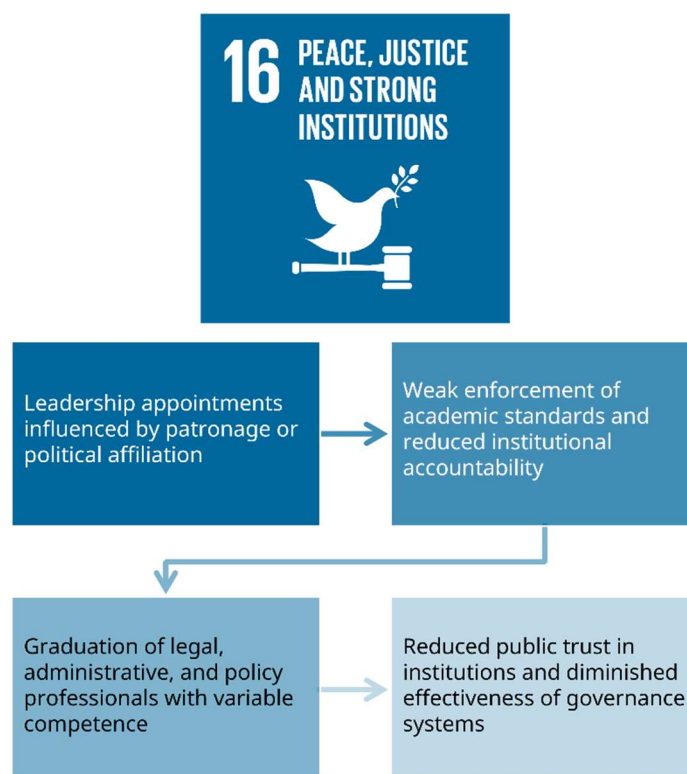 16 PEACE, JUSTICE
AND STRONG
INSTITUTIONS
Leadership appointments
influenced by patronage or
political affiliation
Weak enforcement of
academic standards and
reduced institutional
accountability
Graduation of legal,
administrative, and policy
professionals with variable
competence
Reduced public trust in
institutions and diminished
effectiveness of governance
systems